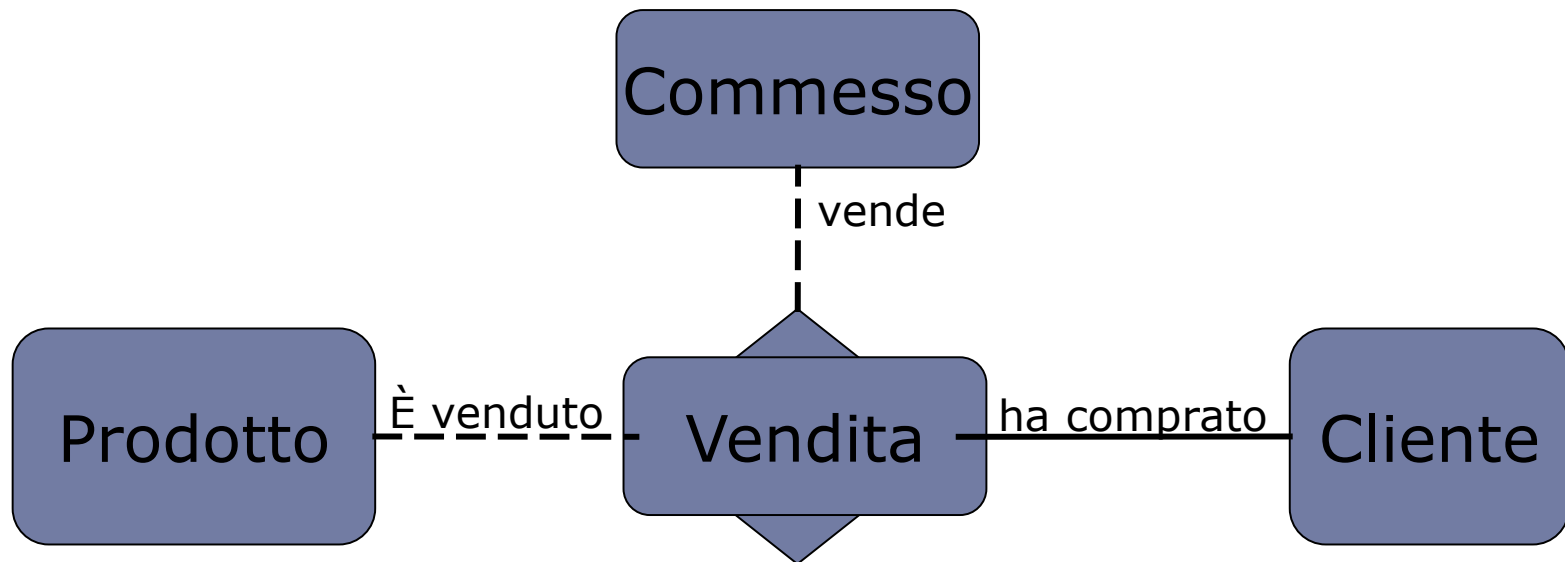 Commesso
vende
Prodotto
È venduto
Vendita
ha comprato
Cliente